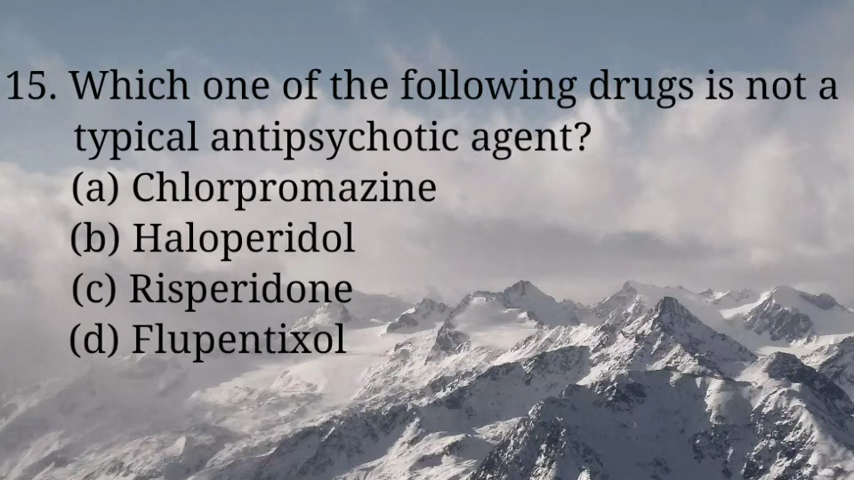 15. Which one of the following drugs is not a
typical antipsychotic agent?
(a) Chlorpromazine
(b) Haloperidol
(c) Risperidone
(d) Flupentixol